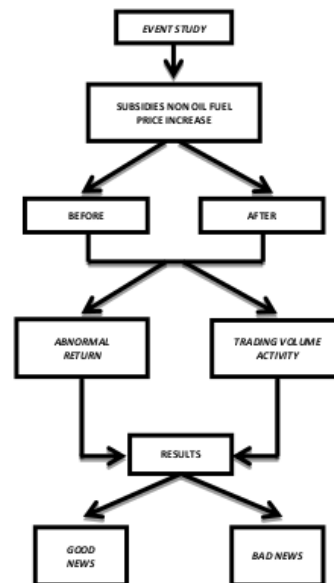 EVENT STUDY
SUBSIDIES NON OIL FUEL
PRICE INCREASE
BEFORE
AFTER
ABNORMAL
RETURN
TRADING VOLUME
ACTIVITY
RESULTS
GOOD
NEWS
BAD NEWS